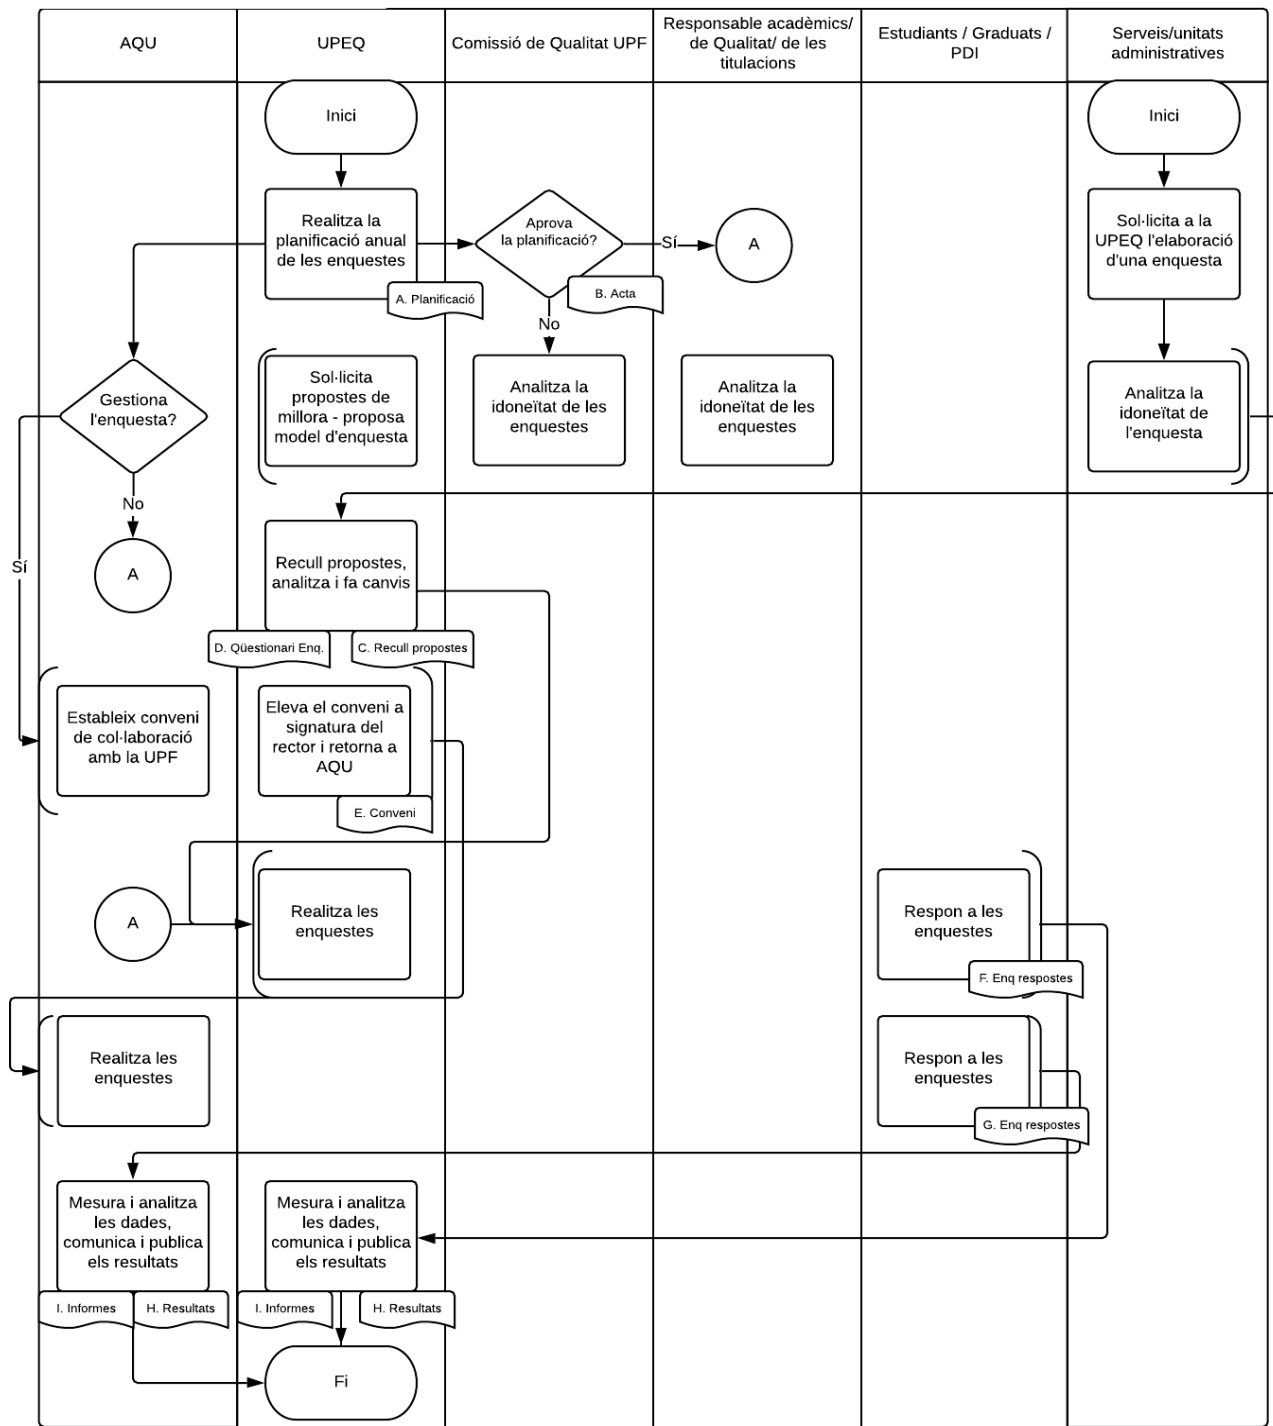 AQU
UPEQ
Comissió de Qualitat UPF
Responsable acadèmics/
de Qualitat/ de les
titulacions
Estudiants / Graduats /
PDI
Serveis/unitats
administratives
Inici
Inici
Realitza la
planificació anual
de les enquestes
A. Planificació
Aprova
la planificació?
B. Acta
Sí
A
Sol·licita a la
UPEQ l'elaboració
d'una enquesta
No
Gestiona
l'enquesta?
Sol·licita
propostes de
millora - proposa
model d'enquesta
Analitza la
idoneïtat de les
enquestes
Analitza la
idoneïtat de les
enquestes
Analitza la
idoneïtat de
l'enquesta
No
Sí
A
Recull propostes,
analitza i fa canvis
D. Qüestionari Enq.
C. Recull propostes
Estableix conveni
de col·laboració
amb la UPF
Eleva el conveni a
signatura del
rector i retorna a
AQU
E. Conveni
A
Realitza les
enquestes
Respon a les
enquestes
F. Enq respostes
Realitza les
enquestes
Respon a les
enquestes
G. Enq respostes
Mesura i analitza
les dades,
comunica i publica
els resultats
Mesura i analitza
les dades,
comunica i publica
els resultats
I. Informes
H. Resultats
I. Informes
H. Resultats
Fi